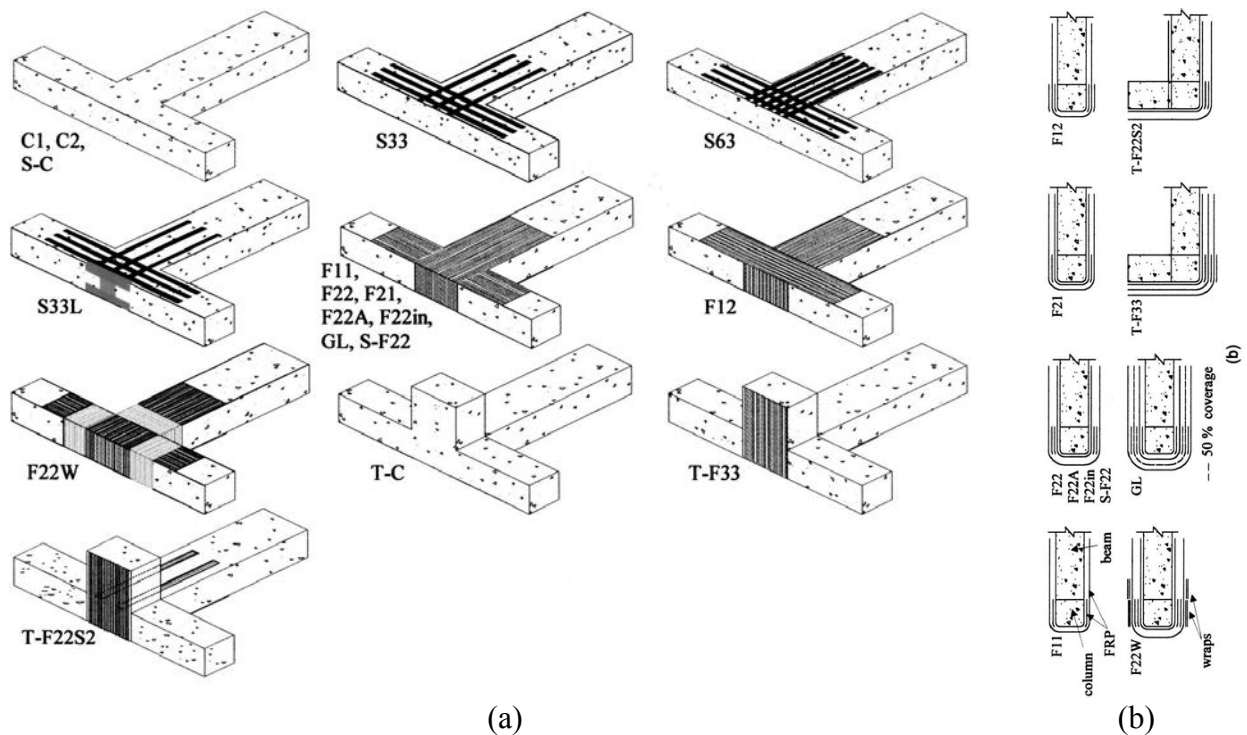 C1, C2,
S-C
S33
S63
S33L
F11,
F22, F21,
F22A, F22in,
GL, S-F22
F12
F22W
T-C
T-F33
T-F22S2
(a)
F12
T-F22S2
F21
T-F33
F22
F22A
F22in
S-F22
GL
-- 50 % coverage
(b)
F11
column
beam
FRP
F22W
wraps
(b)